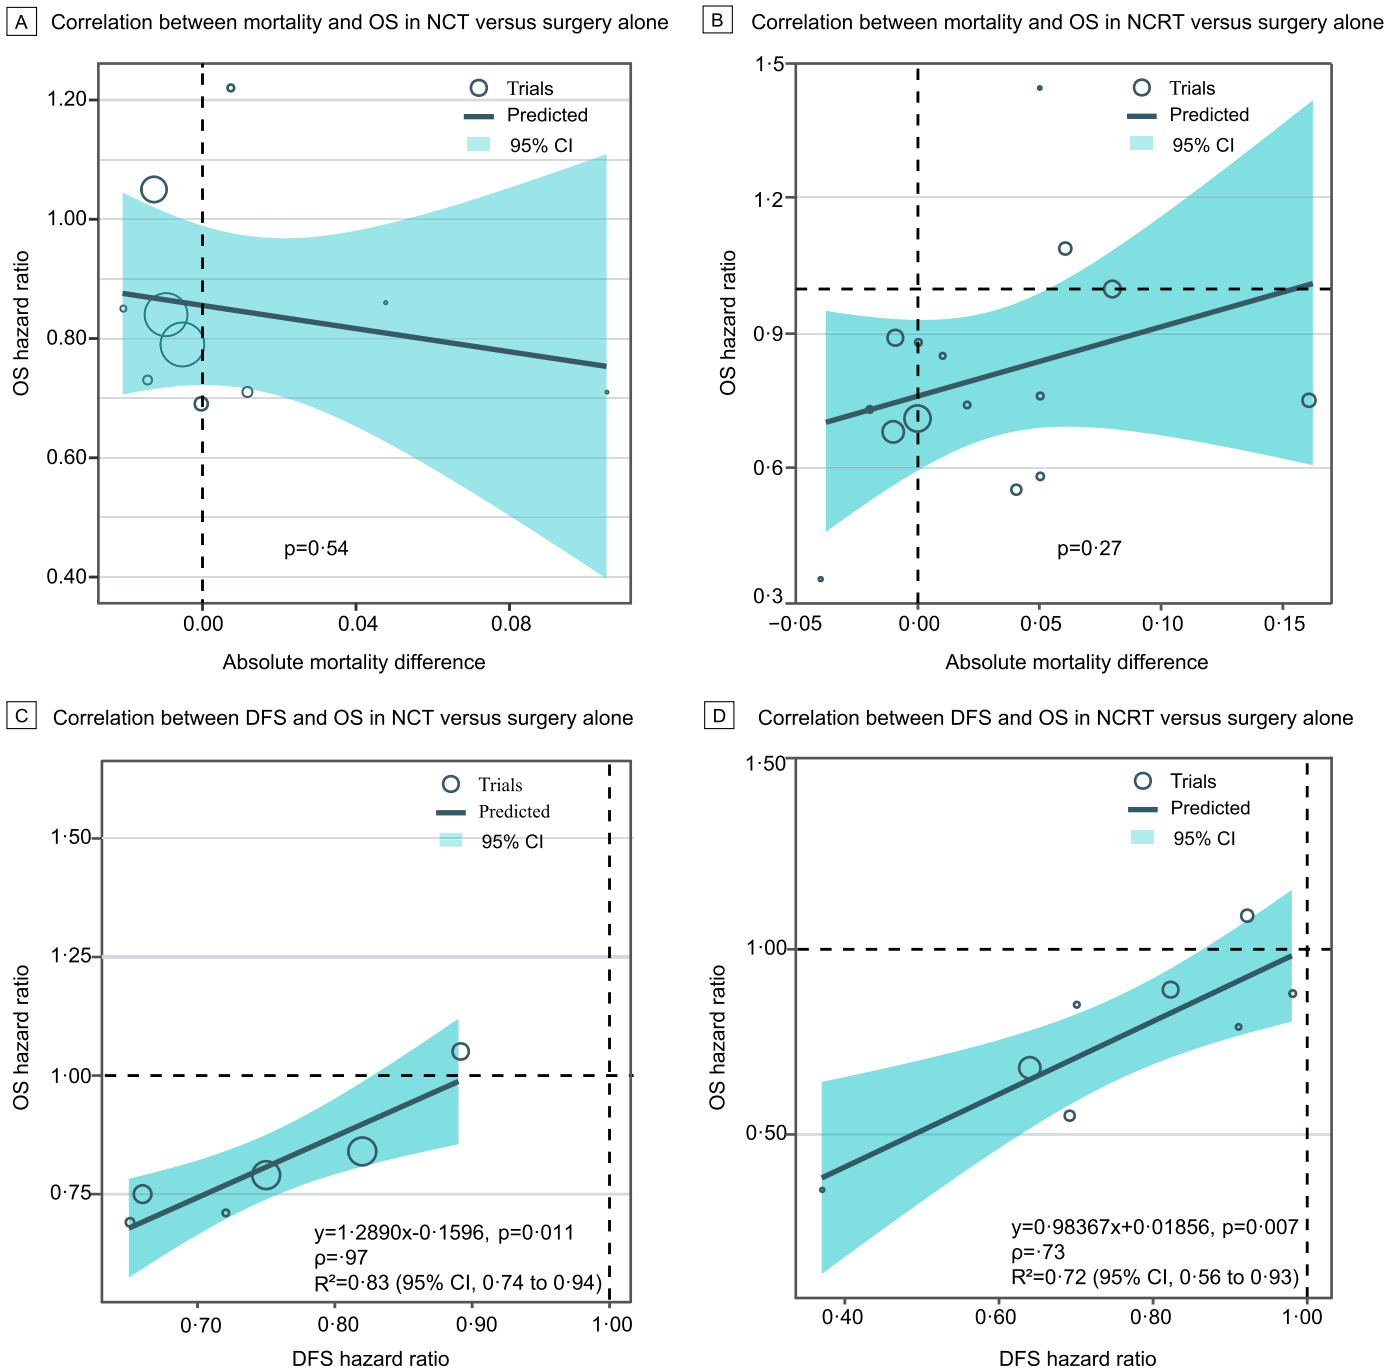 A Correlation between mortality and OS in NCT versus surgery alone
Trials
Predicted
95% CI
1.20
1.00
0.80
0.60
0.40
OS hazard ratio
p=0·54
0.00 0.04 0.08
Absolute mortality difference
B Correlation between mortality and OS in NCRT versus surgery alone
Trials
Predicted
95% CI
1·5
1·2
0·9
0·6
0·3
OS hazard ratio
p=0·27
−0·05 0·00 0·05 0·10 0·15
Absolute mortality difference
C Correlation between DFS and OS in NCT versus surgery alone
Trials
Predicted
95% CI
1·50
1·25
1·00
0·75
OS hazard ratio
y=1·2890x-0·1596, p=0·011
ρ=·97
R²=0·83 (95% CI, 0·74 to 0·94)
0·70 0·80 0·90 1·00
DFS hazard ratio
D Correlation between DFS and OS in NCRT versus surgery alone
Trials
Predicted
95% CI
1·50
1·00
0·50
OS hazard ratio
y=0·98367x+0·01856, p=0·007
ρ=·73
R²=0·72 (95% CI, 0·56 to 0·93)
0·40 0·60 0·80 1·00
DFS hazard ratio